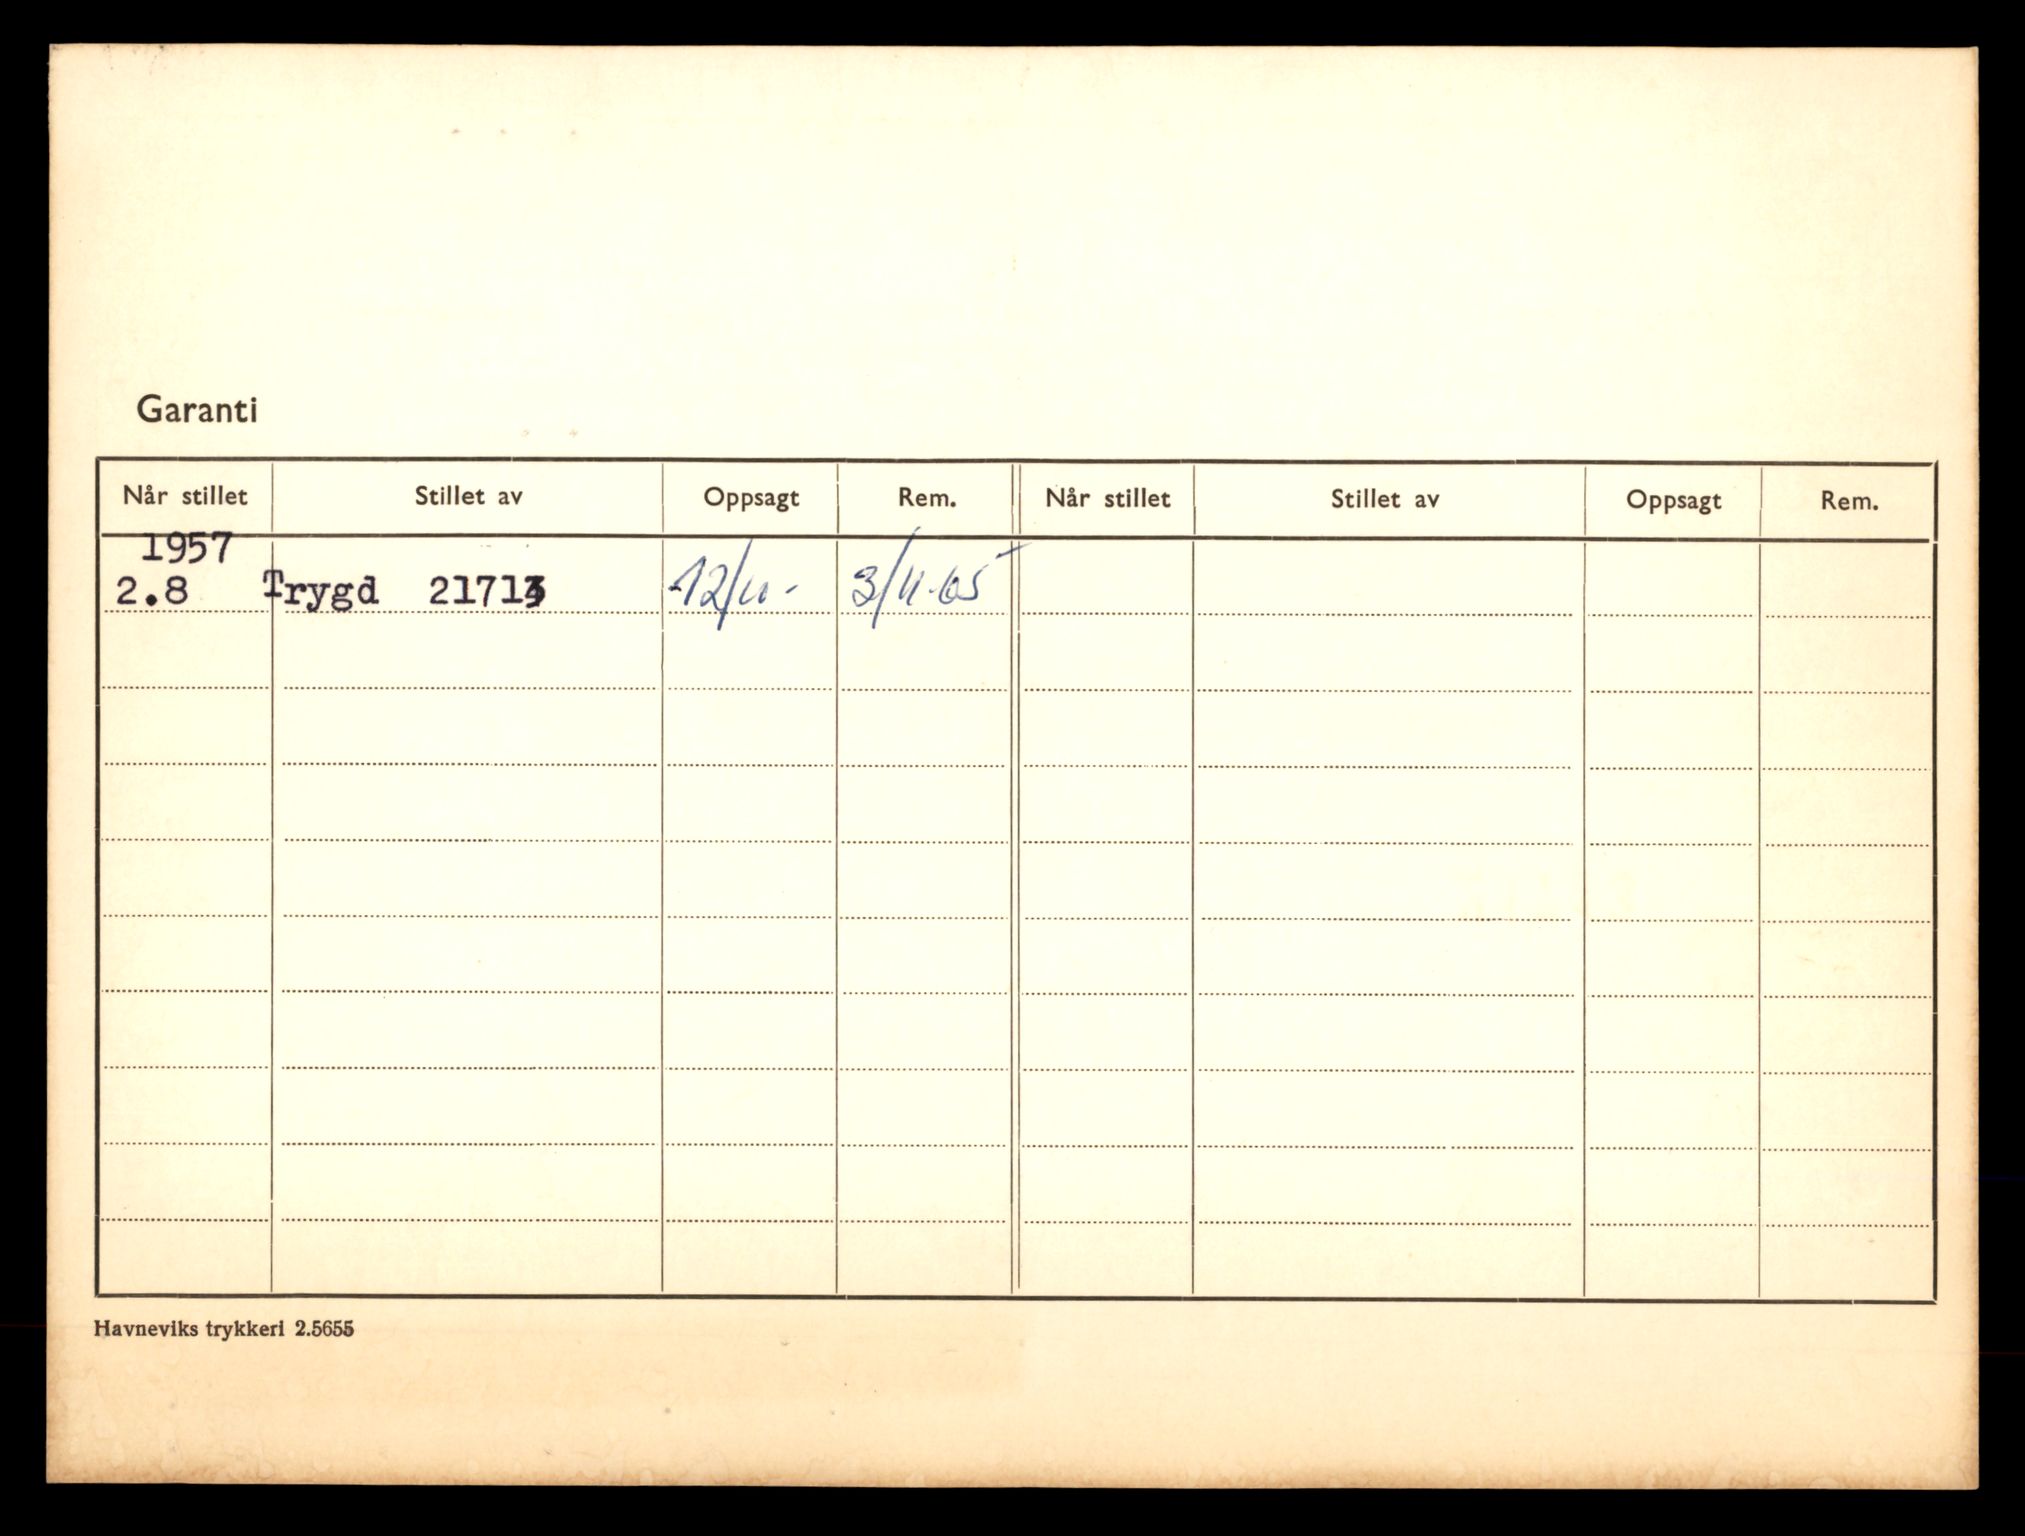 Garanti
Når stillet Stillet av Oppsagt Rem. Når stillet Stillet av Oppsagt Rem.
1957
2.8 Trygd 21713 12/11- 3/11-65
Havneviks trykkeri 2.5655